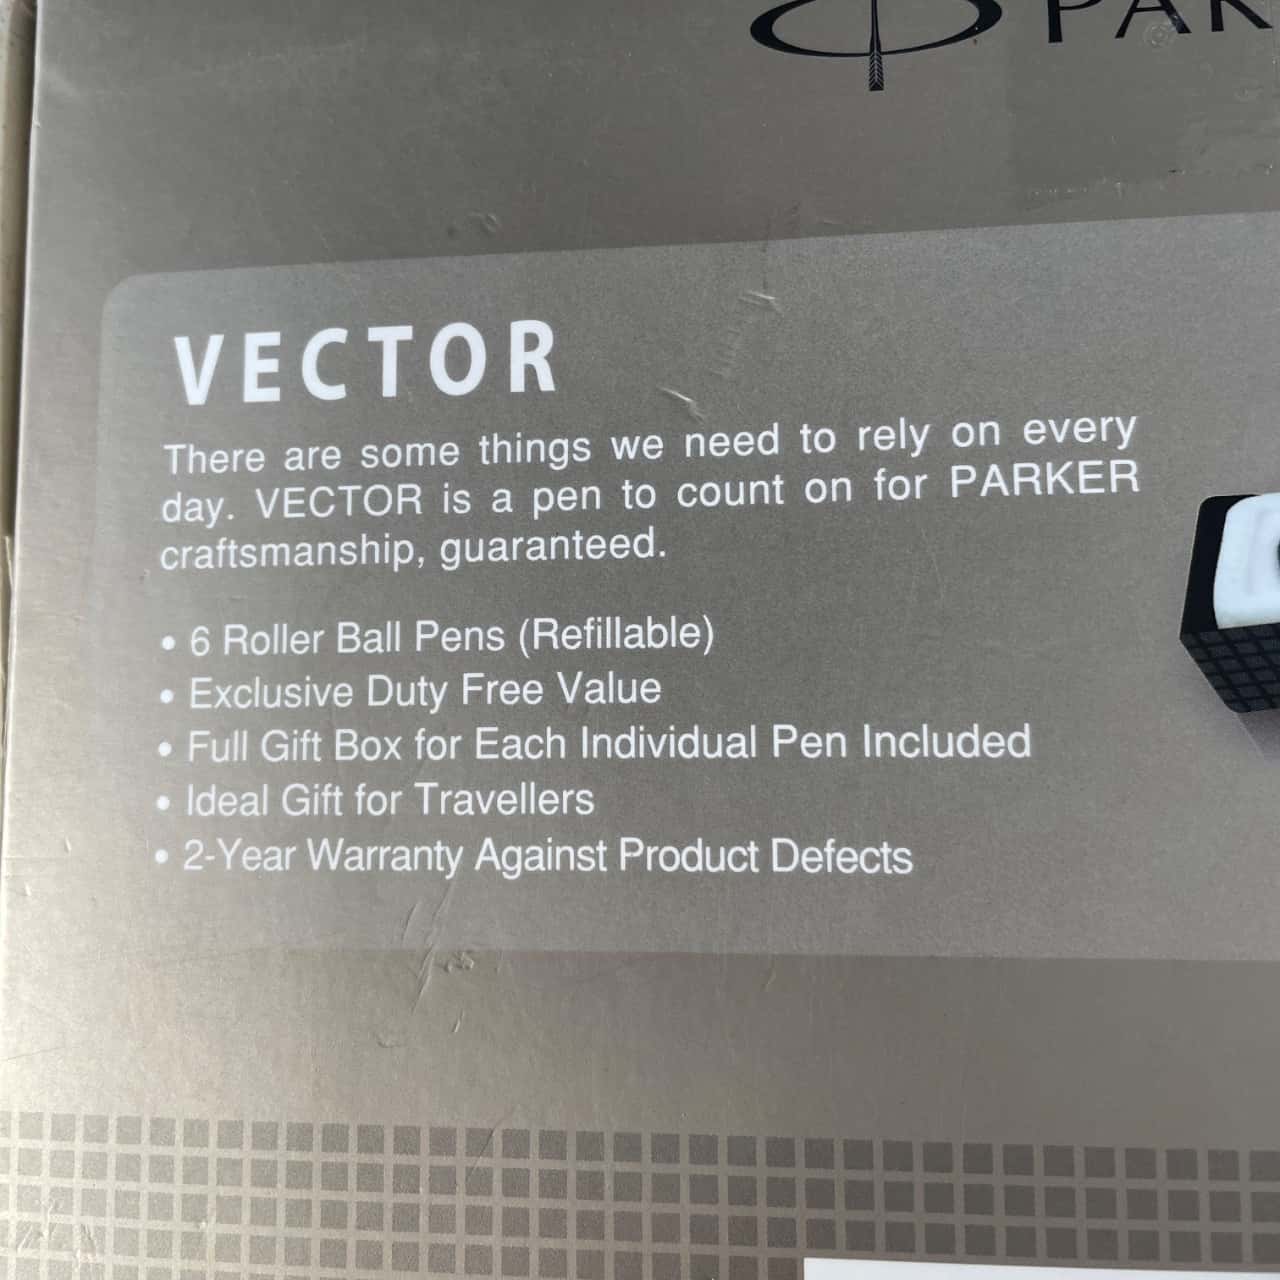 PAR
VECTOR
There are some things we need to rely on every
day. VECTOR is a pen to count on for PARKER
craftsmanship, guaranteed.
• 6 Roller Ball Pens (Refillable)
• Exclusive Duty Free Value
• Full Gift Box for Each Individual Pen Included
• Ideal Gift for Travellers
• 2-Year Warranty Against Product Defects